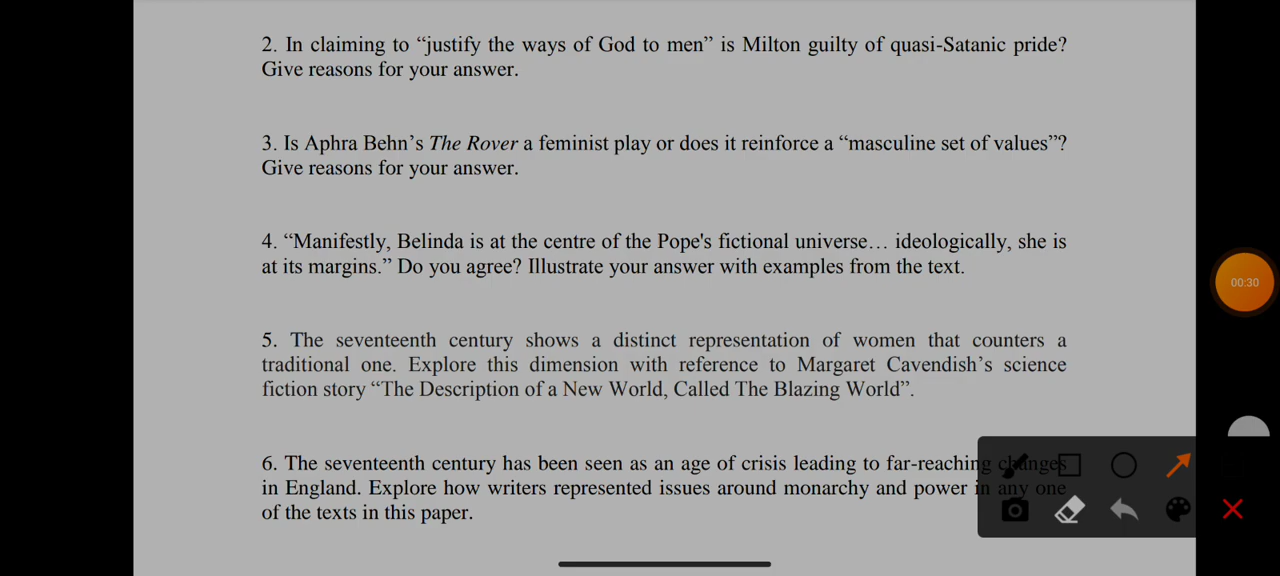 2. In claiming to “justify the ways of God to men” is Milton guilty of quasi-Satanic pride?
Give reasons for your answer.
3. Is Aphra Behn’s The Rover a feminist play or does it reinforce a “masculine set of values”?
Give reasons for your answer.
4. “Manifestly, Belinda is at the centre of the Pope's fictional universe… ideologically, she is
at its margins.” Do you agree? Illustrate your answer with examples from the text.
5. The seventeenth century shows a distinct representation of women that counters a
traditional one. Explore this dimension with reference to Margaret Cavendish’s science
fiction story “The Description of a New World, Called The Blazing World”.
6. The seventeenth century has been seen as an age of crisis leading to far-reaching changes
in England. Explore how writers represented issues around monarchy and power in any one
of the texts in this paper.
00:30